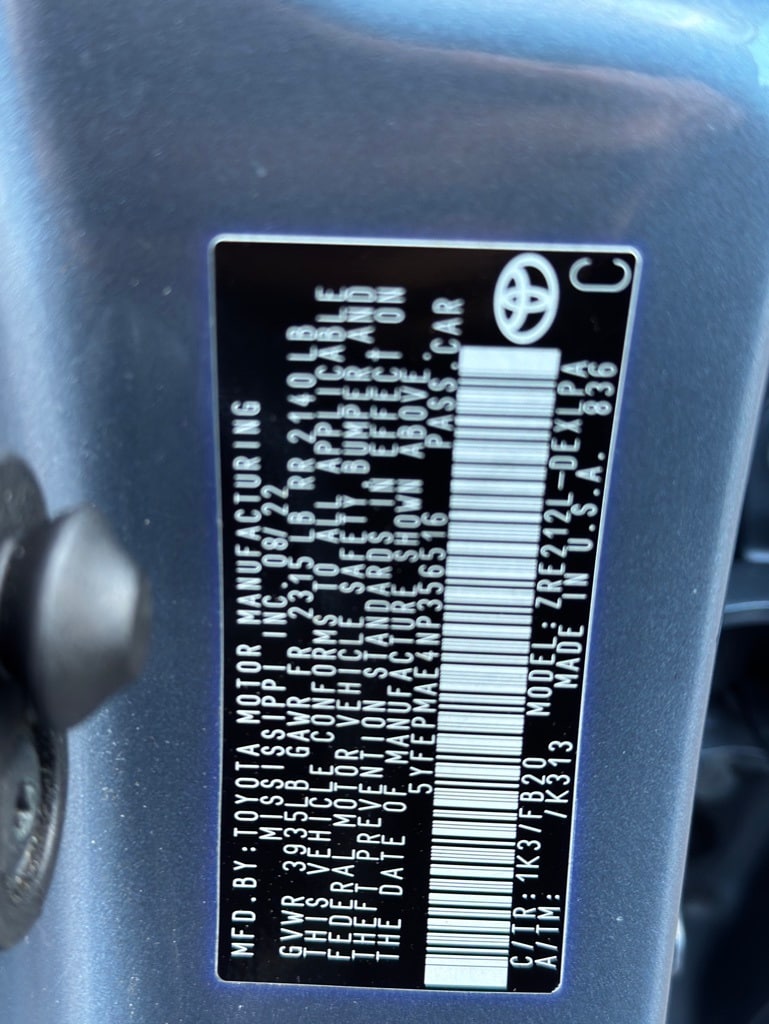 MFD.BY:TOYOTA MOTOR MANUFACTURING
MISSISSIPPI INC. 08/22
GVWR 3935LB GAWR FR 2315 LB RR 2140LB
THIS VEHICLE CONFORMS TO ALL APPLICABLE
FEDERAL MOTOR VEHICLE SAFETY, BUMPER, AND
THEFT PREVENTION STANDARDS IN EFFECT ON
THE DATE OF MANUFACTURE SHOWN ABOVE.
5YFEPMAE4NP356516 PASS.CAR
C/TR: 1K3/FB20 MODEL: ZRE212L-DEXLPA
A/TM: /K313 MADE IN U.S.A. 836
C